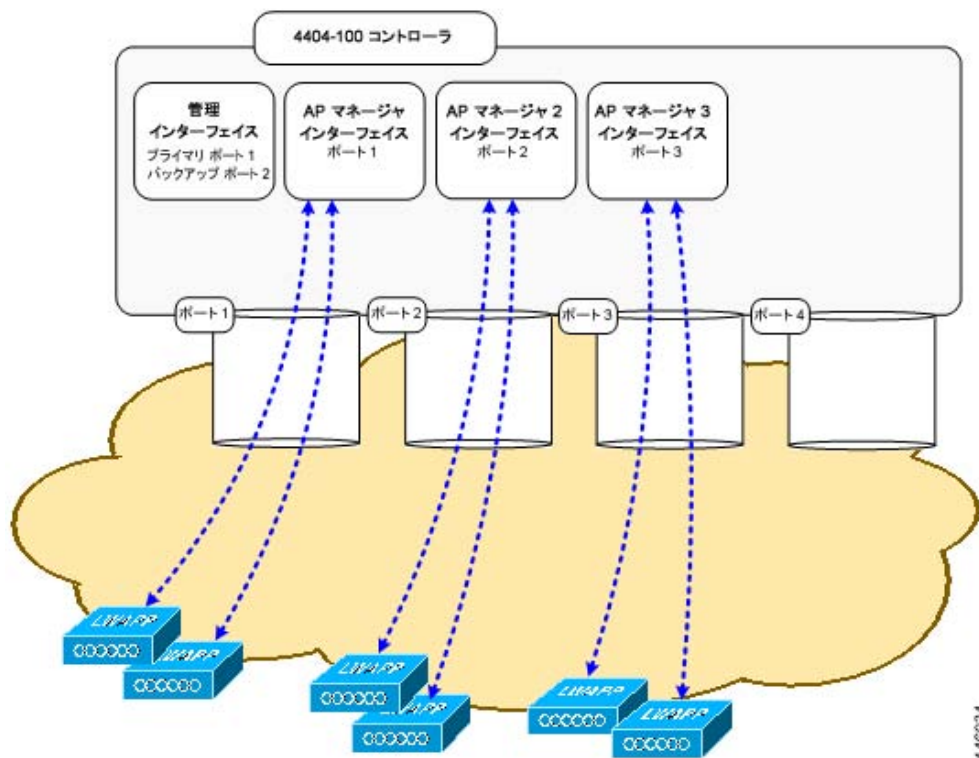 4404-100 コントローラ
管理
インターフェイス
プライマリ ポート 1
バックアップ ポート 2
AP マネージャ
インターフェイス
ポート 1
AP マネージャ 2
インターフェイス
ポート 2
AP マネージャ 3
インターフェイス
ポート 3
ポート 1
ポート 2
ポート 3
ポート 4
LWAPP
LWAPP
LWAPP
LWAPP
LWAPP
LWAPP